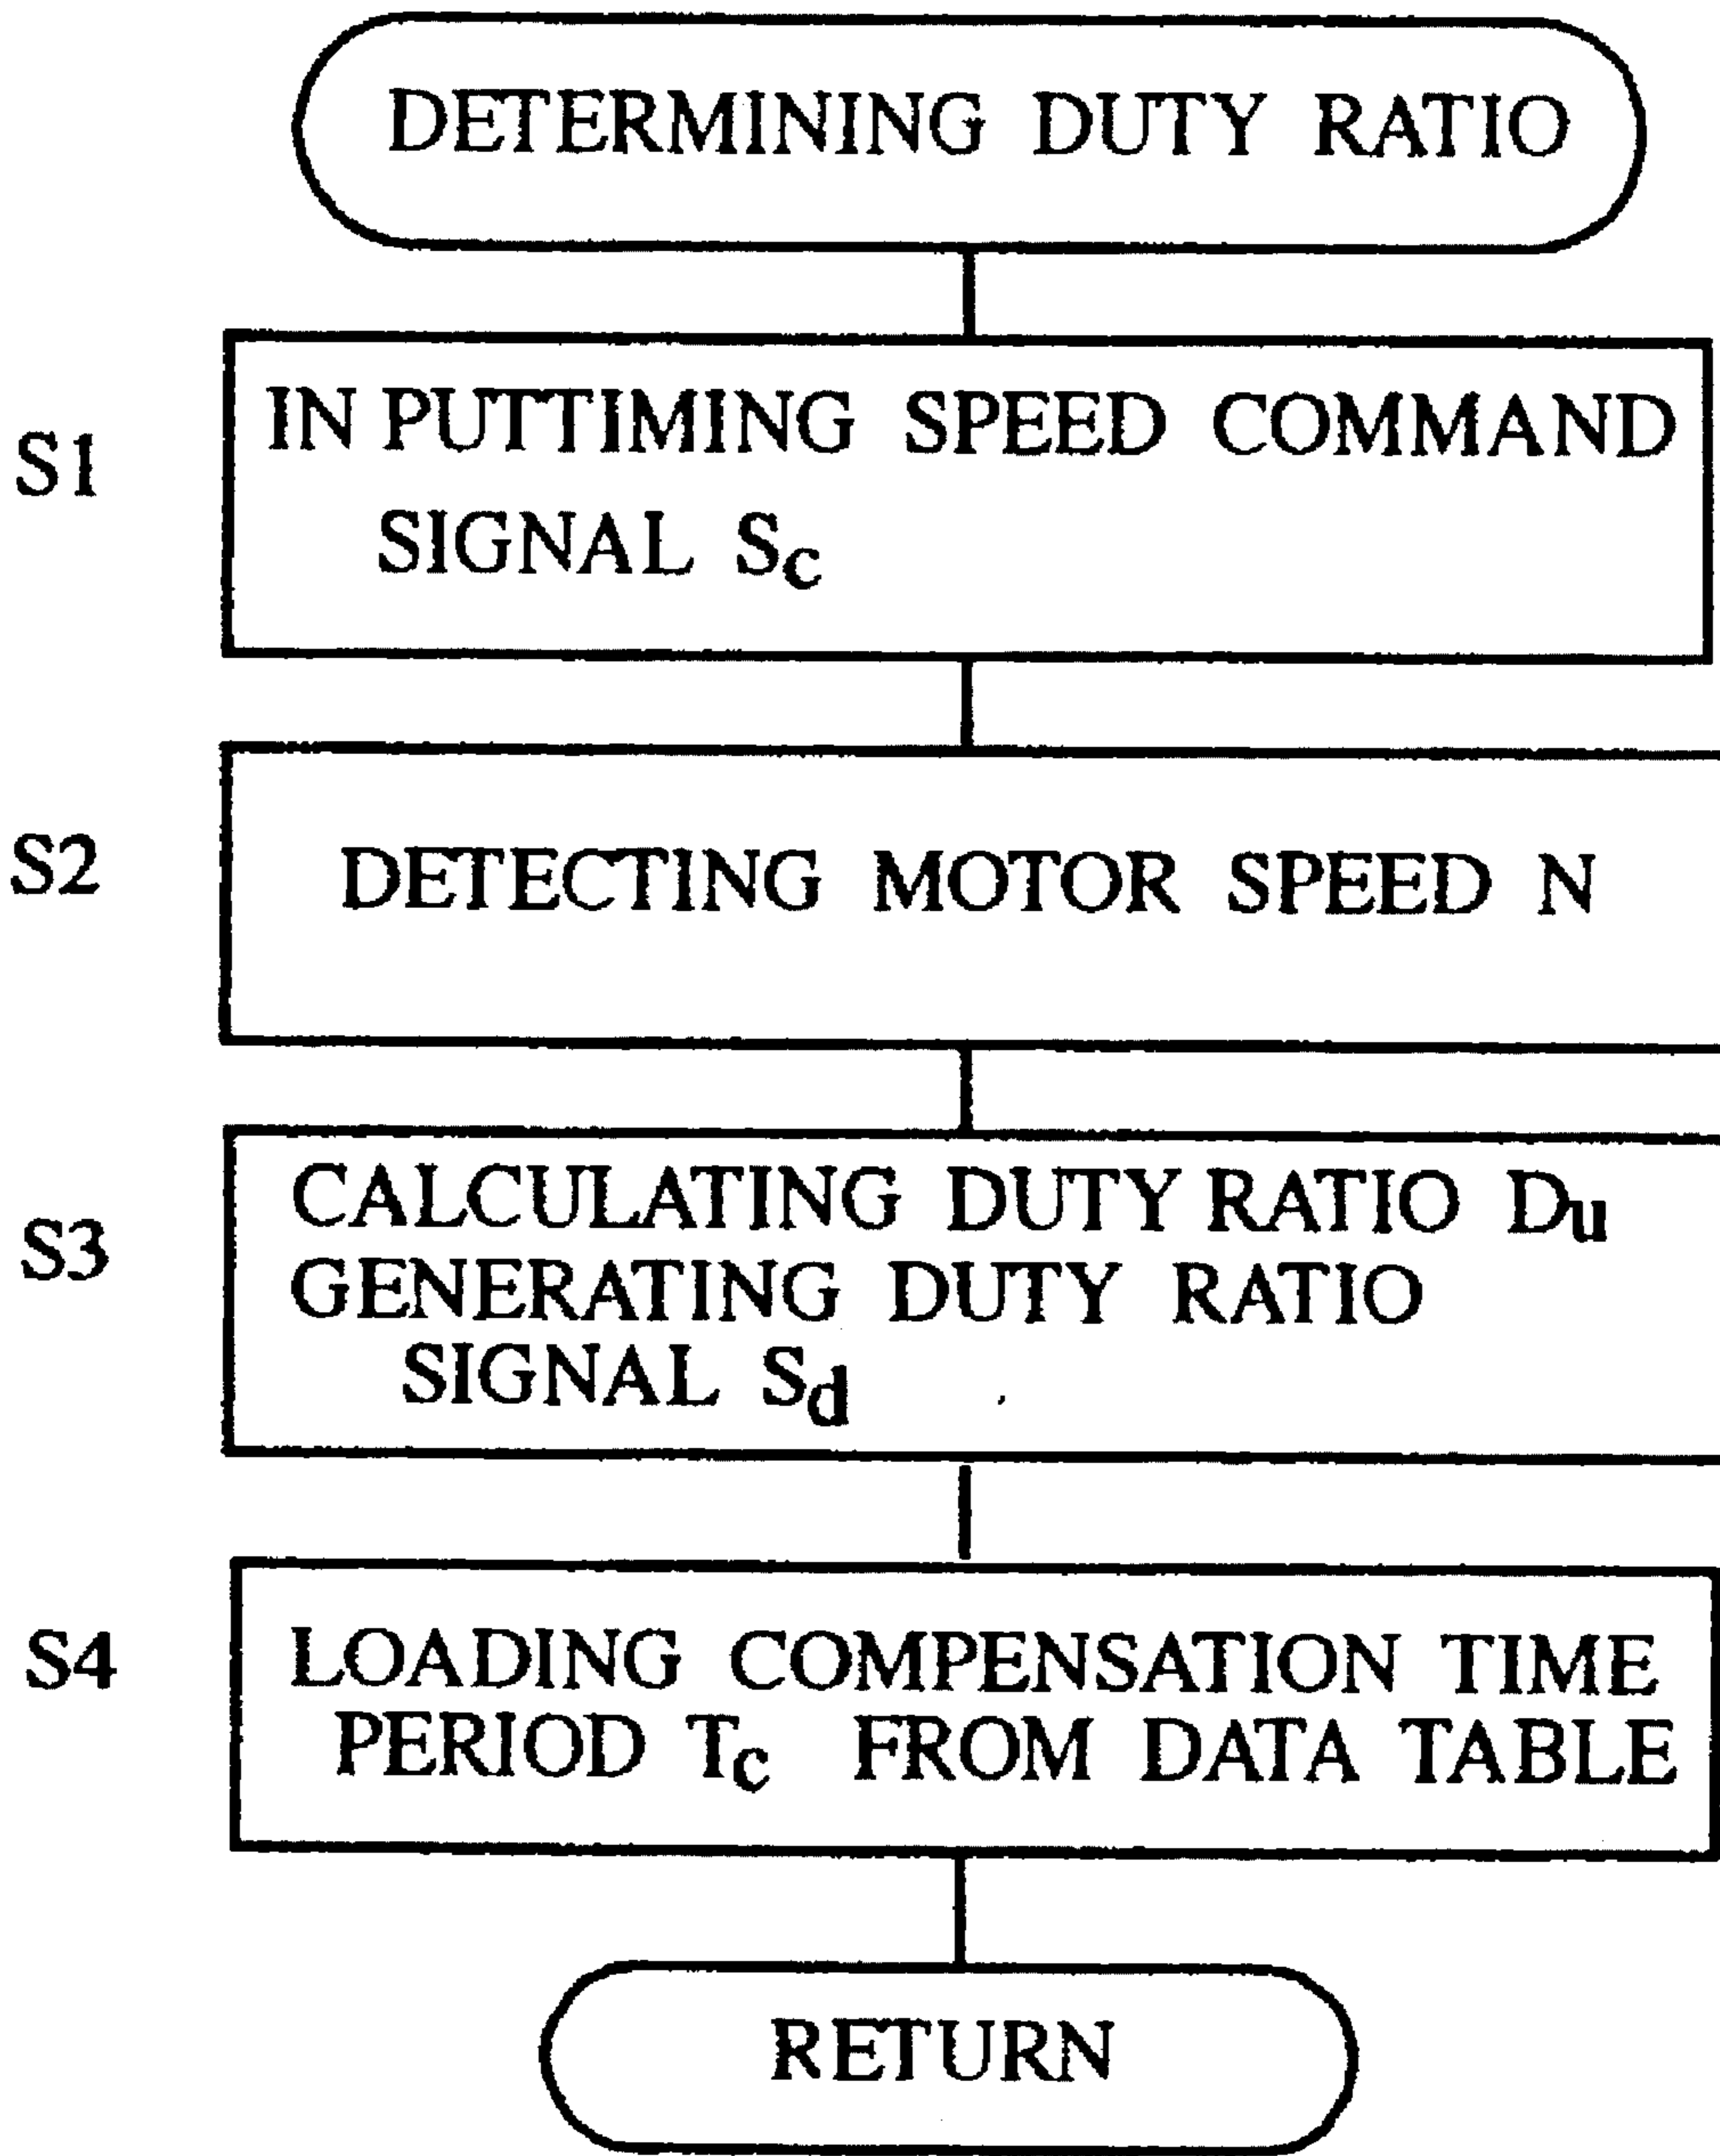 DETERMINING DUTY RATIO
S1
IN PUTTIMING SPEED COMMAND
SIGNAL Sc
S2
DETECTING MOTOR SPEED N
S3
CALCULATING DUTY RATIO Du
GENERATING DUTY RATIO
SIGNAL Sd
S4
LOADING COMPENSATION TIME
PERIOD Tc FROM DATA TABLE
RETURN